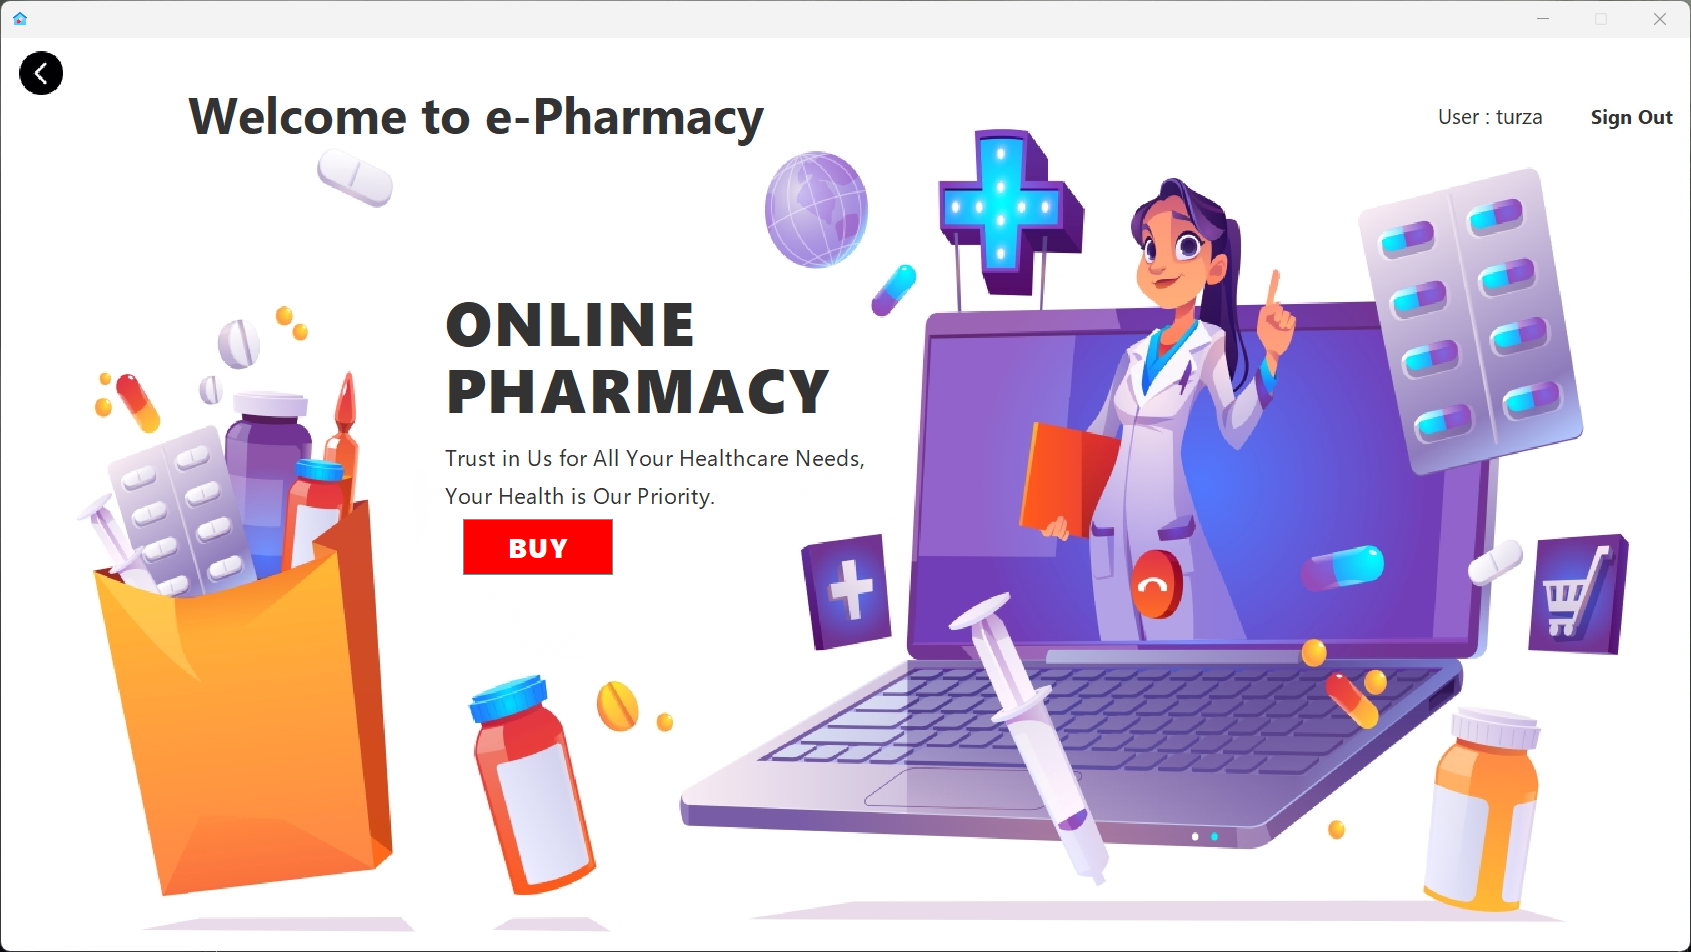 Welcome to e-Pharmacy
User : turza
Sign Out
ONLINE
PHARMACY
Trust in Us for All Your Healthcare Needs,
Your Health is Our Priority.
BUY